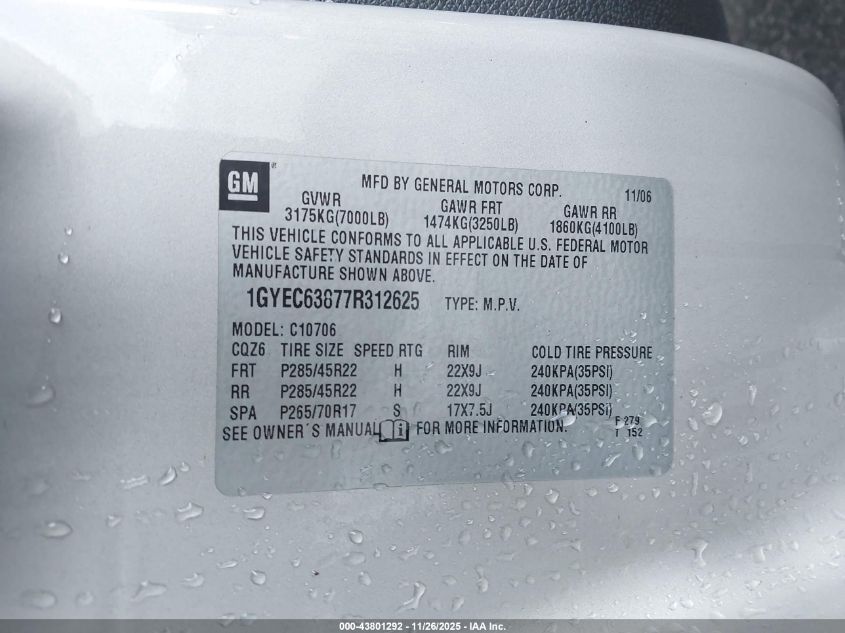 GM ®
MFD BY GENERAL MOTORS CORP. 11/06
GVWR GAWR FRT GAWR RR
3175KG(7000LB) 1474KG(3250LB) 1860KG(4100LB)
THIS VEHICLE CONFORMS TO ALL APPLICABLE U.S. FEDERAL MOTOR
VEHICLE SAFETY STANDARDS IN EFFECT ON THE DATE OF
MANUFACTURE SHOWN ABOVE.
1GYEC63877R312625 TYPE: M.P.V.
MODEL: C10706
CQZ6 TIRE SIZE SPEED RTG RIM COLD TIRE PRESSURE
FRT P285/45R22 H 22X9J 240KPA(35PSI)
RR P285/45R22 H 22X9J 240KPA(35PSI)
SPA P265/70R17 S 17X7.5J 240KPA(35PSI)
SEE OWNER´S MANUAL i FOR MORE INFORMATION. F 279
T 152
000-43801292 - 11/26/2025 - IAA Inc.